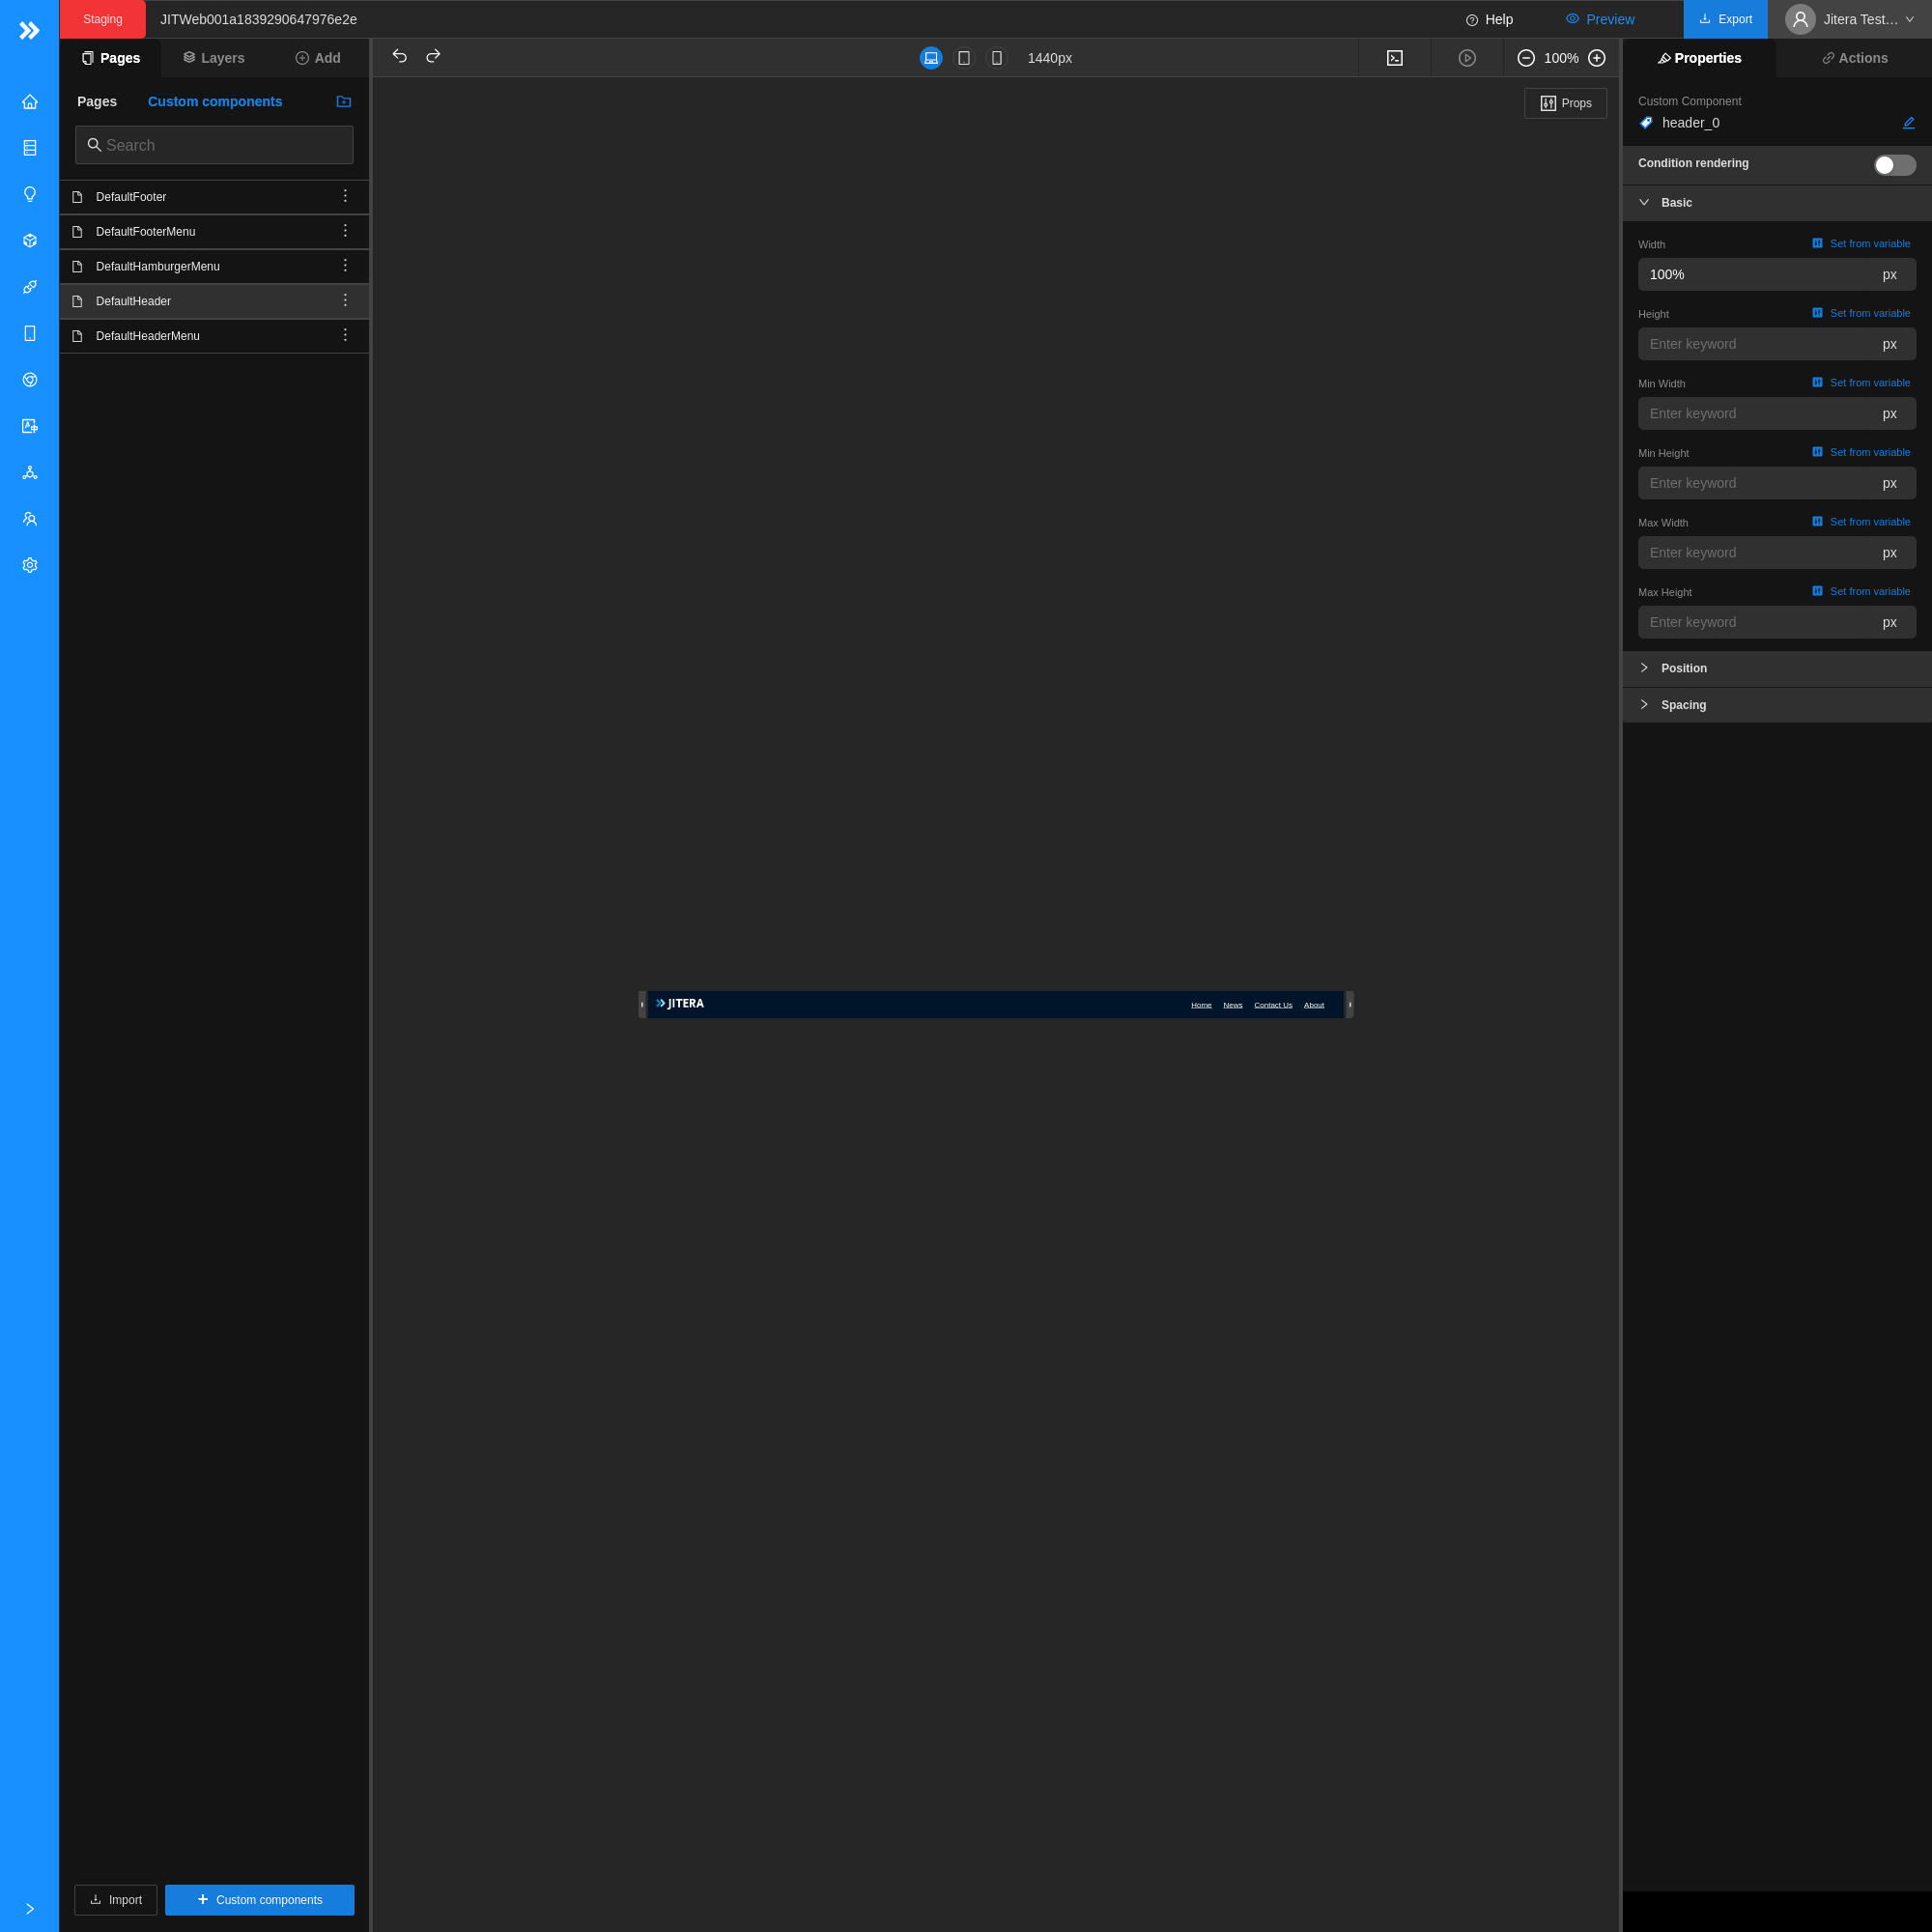 Staging
JITWeb001a1839290647976e2e
Help
Preview
Export
Jitera Test…
Pages
Layers
Add
1440px
100%
Properties
Actions
Pages
Custom components
Search
DefaultFooter
DefaultFooterMenu
DefaultHamburgerMenu
DefaultHeader
DefaultHeaderMenu
Import
Custom components
Props
JITERA
Home
News
Contact Us
About
Custom Component
header_0
Condition rendering
Basic
Width
Set from variable
100%
px
Height
Set from variable
Enter keyword
px
Min Width
Set from variable
Enter keyword
px
Min Height
Set from variable
Enter keyword
px
Max Width
Set from variable
Enter keyword
px
Max Height
Set from variable
Enter keyword
px
Position
Spacing